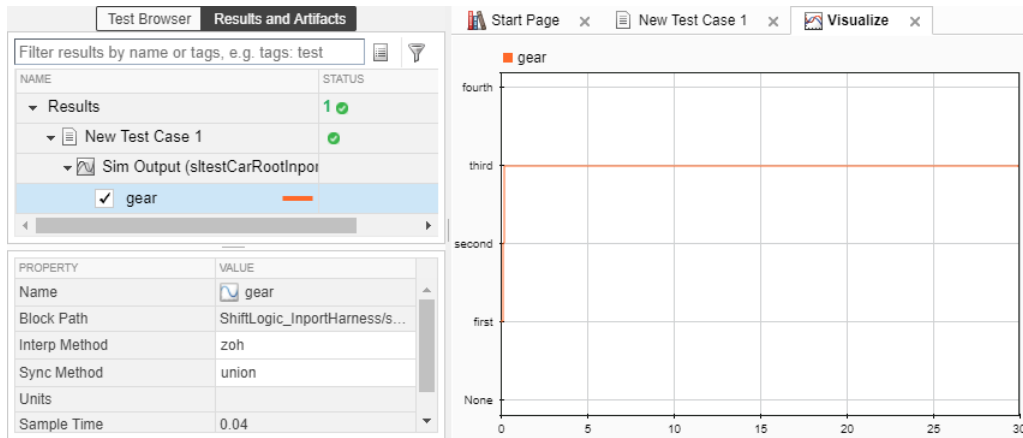 Test Browser
Results and Artifacts
Filter results by name or tags, e.g. tags: test
NAME STATUS
Results 1
New Test Case 1
Sim Output (sltestCarRootInpor
gear
PROPERTY VALUE
Name gear
Block Path ShiftLogic_InportHarness/s...
Interp Method zoh
Sync Method union
Units
Sample Time 0.04
Start Page
New Test Case 1
Visualize
gear
fourth
third
second
first
None
0 5 10 15 20 25 30